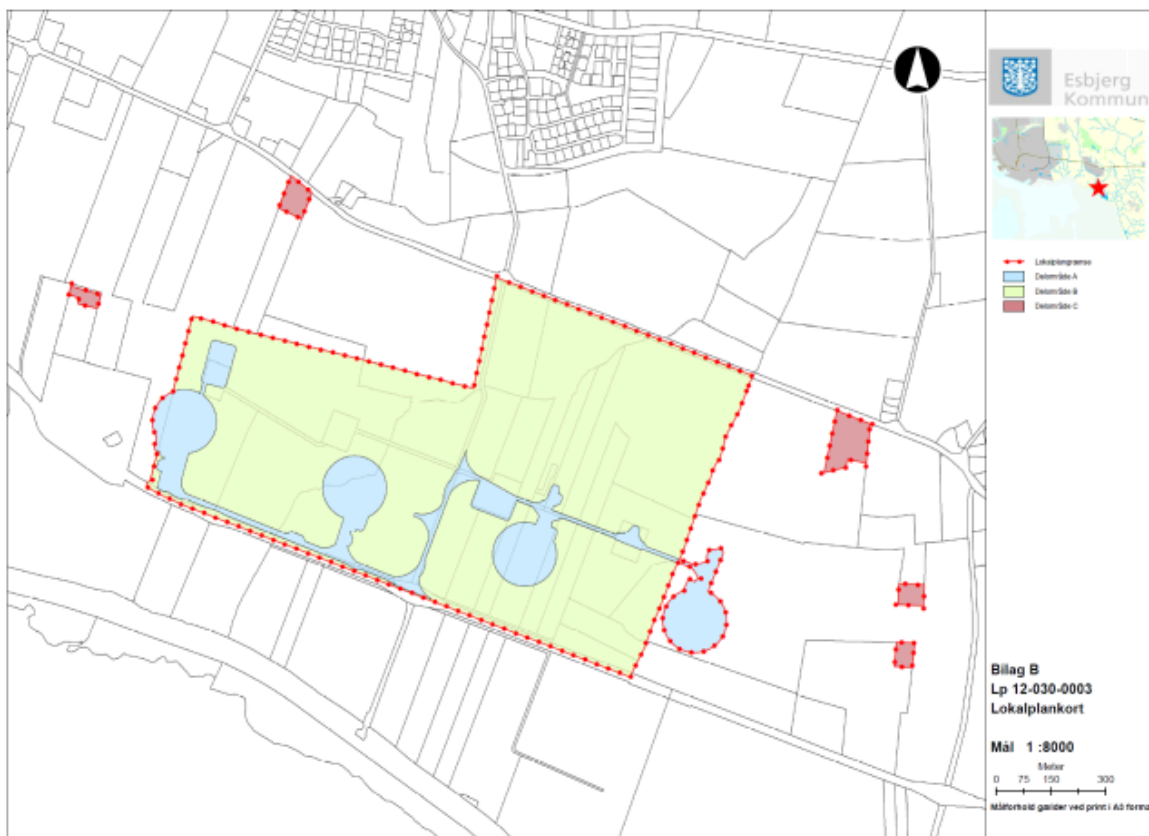 Esbjerg
Kommun
Lokalplangrænse
Delområde A
Delområde B
Delområde C
Bilag B
Lp 12-030-0003
Lokalplankort
Mål 1 :8000
Meter
0 75 150 300
Målforhold gælder ved print i A3 forma